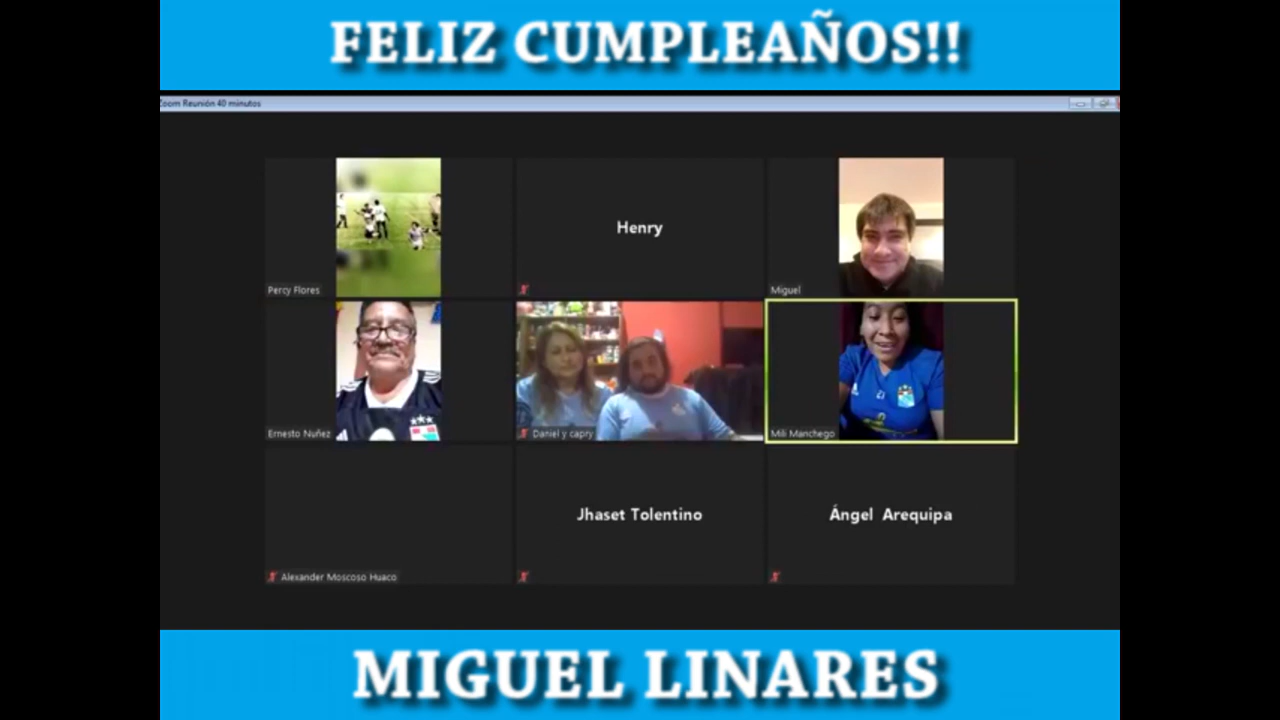 FELIZ CUMPLEAÑOS!!
Zoom Reunión 40 minutos
Percy Flores
Henry
Miguel
Ernesto Nuñez
Daniel y capry
Mili Manchego
Alexander Moscoso Huaco
Jhaset Tolentino
Ángel Arequipa
MIGUEL LINARES